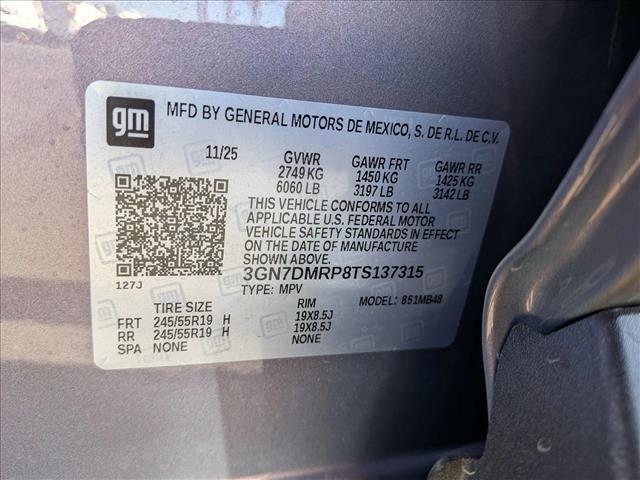 gm MFD BY GENERAL MOTORS DE MEXICO, S. DE R.L. DE C.V.
11/25 GVWR GAWR FRT GAWR RR
2749 KG 1450 KG 1425 KG
6060 LB 3197 LB 3142 LB
THIS VEHICLE CONFORMS TO ALL
APPLICABLE U.S. FEDERAL MOTOR
VEHICLE SAFETY STANDARDS IN
EFFECT ON THE DATE OF MANUFACTURE
SHOWN ABOVE.
3GN7DMRP8TS137315
127J TYPE: MPV MODEL: 851MB48
TIRE SIZE RIM
FRT 245/55R19 H 19X8.5J
RR 245/55R19 H 19X8.5J
SPA NONE NONE